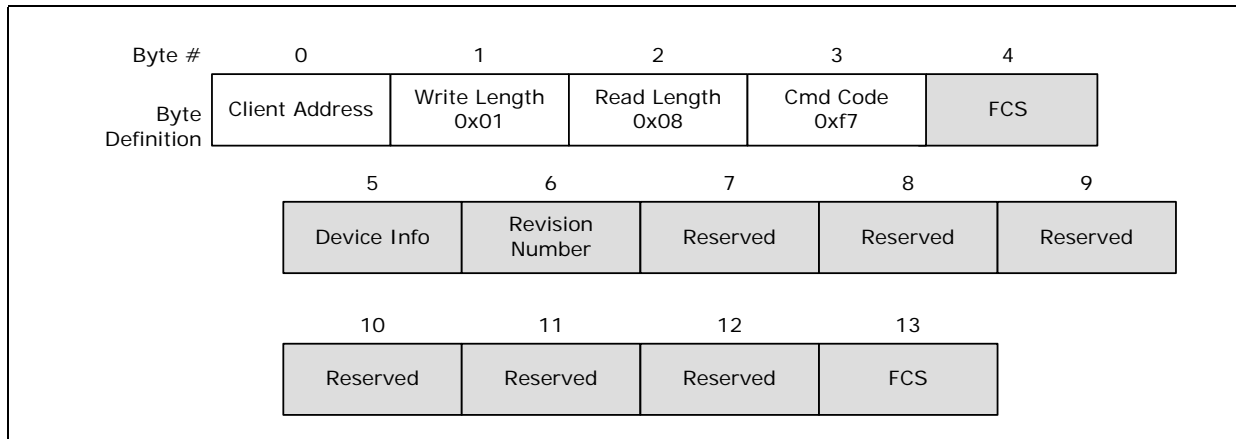 Byte # 0 1 2 3 4
Byte Definition
Client Address
Write Length 0x01
Read Length 0x08
Cmd Code 0xf7
FCS
5 6 7 8 9
Device Info
Revision Number
Reserved
Reserved
Reserved
10 11 12 13
Reserved
Reserved
Reserved
FCS